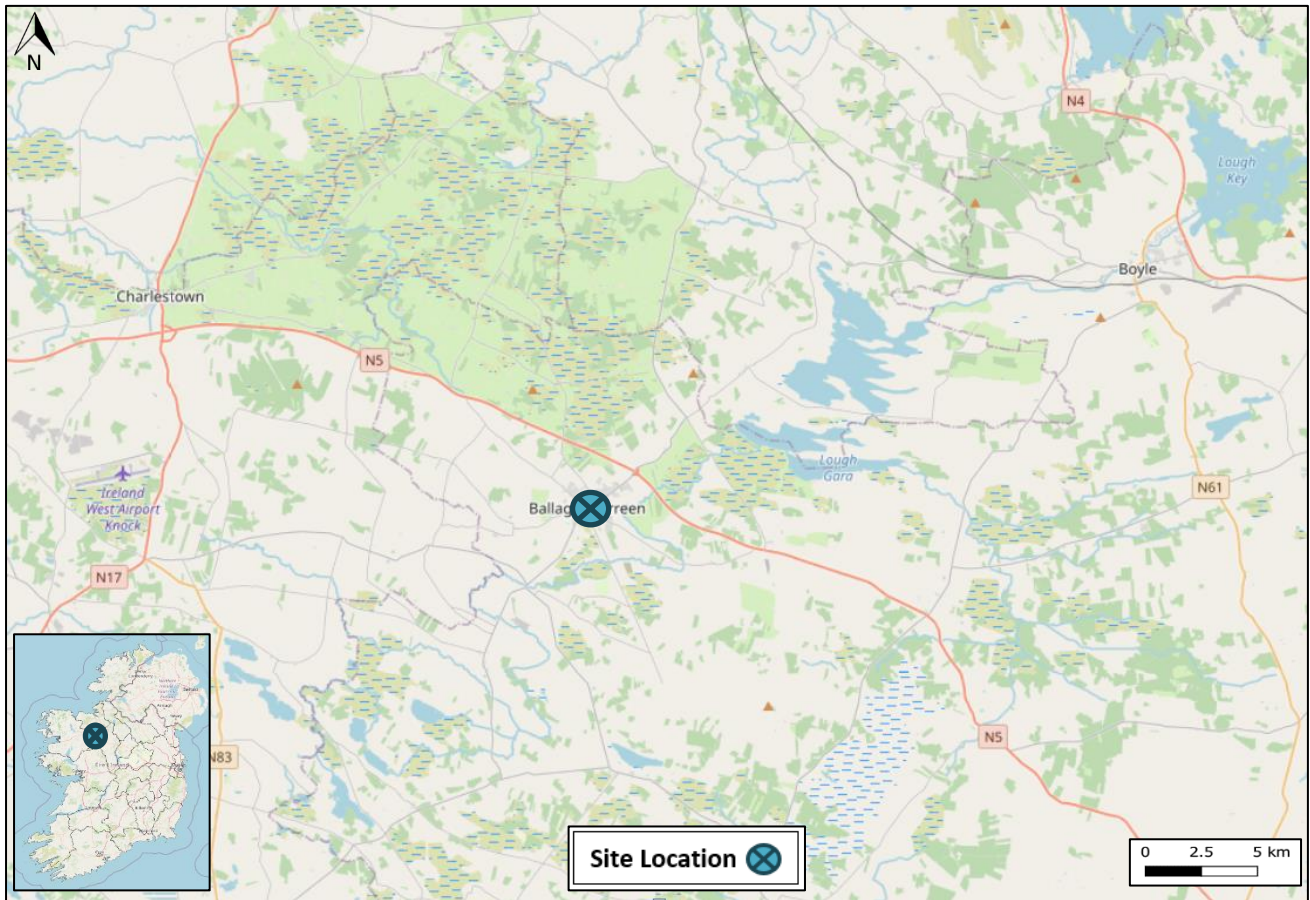 N
N4
Lough
Key
Boyle
Charlestown
N5
Lough
Gara
N61
Ireland
West Airport
Knock
N17
N83
N5
Site Location
0 2.5 5 km